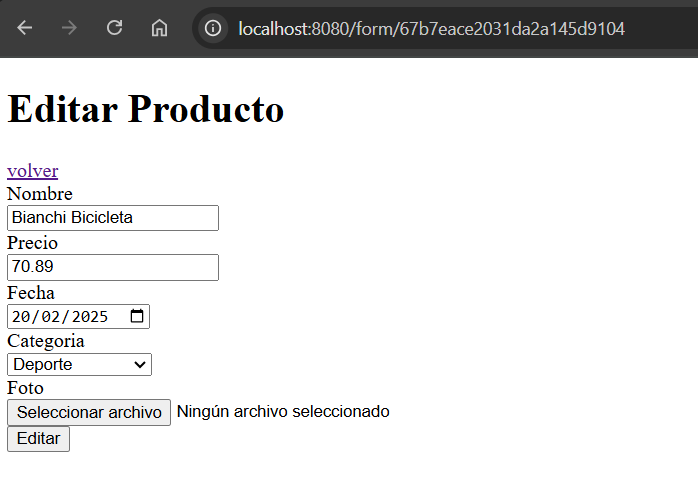 localhost:8080/form/67b7eace2031da2a145d9104
Editar Producto
volver
Nombre
Bianchi Bicicleta
Precio
70.89
Fecha
20/02/2025
Categoria
Deporte
Foto
Seleccionar archivo Ningún archivo seleccionado
Editar